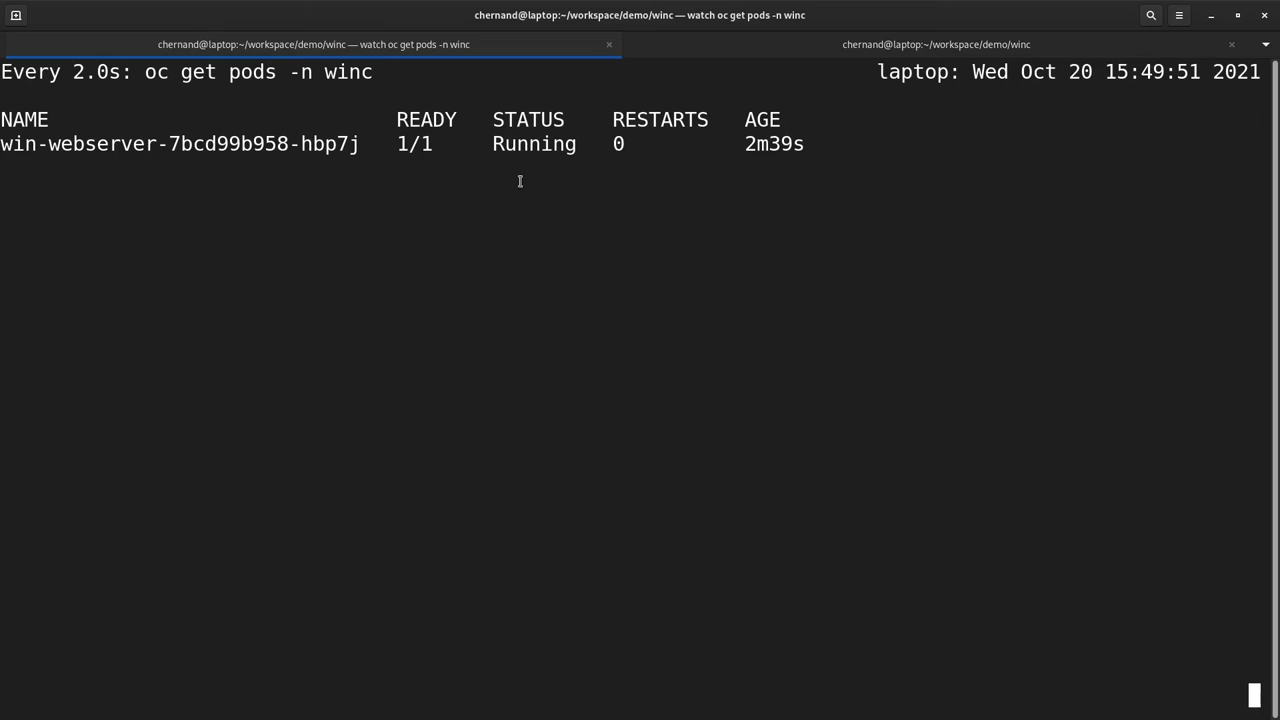 chernand@laptop:~/workspace/demo/winc — watch oc get pods -n winc
chernand@laptop:~/workspace/demo/winc — watch oc get pods -n winc × chernand@laptop:~/workspace/demo/winc ×
Every 2.0s: oc get pods -n winc laptop: Wed Oct 20 15:49:51 2021
NAME READY STATUS RESTARTS AGE
win-webserver-7bcd99b958-hbp7j 1/1 Running 0 2m39s